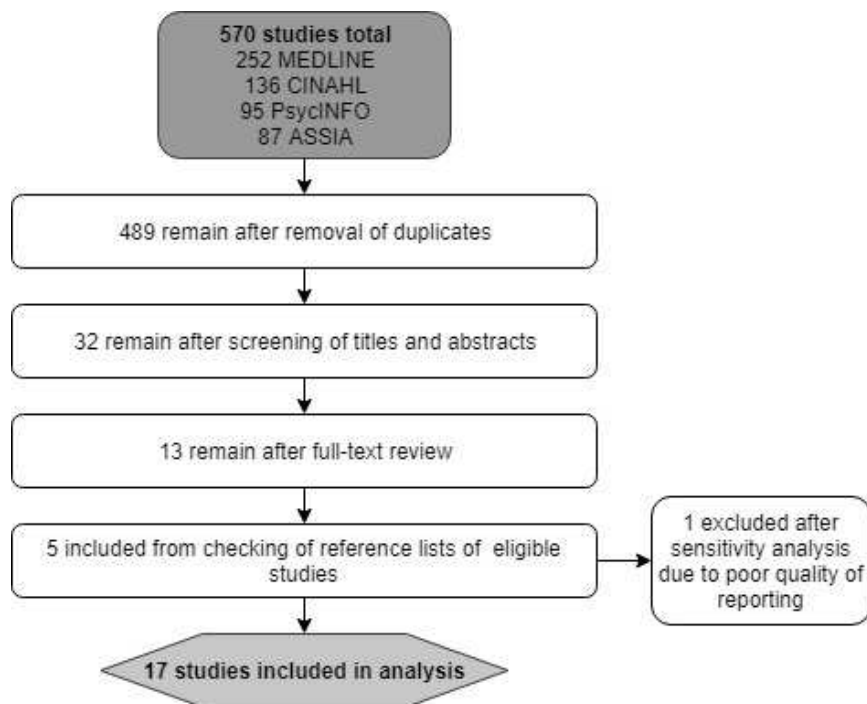 570 studies total
252 MEDLINE
136 CINAHL
95 PsycINFO
87 ASSIA
489 remain after removal of duplicates
32 remain after screening of titles and abstracts
13 remain after full-text review
5 included from checking of reference lists of eligible
studies
1 excluded after
sensitivity analysis
due to poor quality of
reporting
17 studies included in analysis